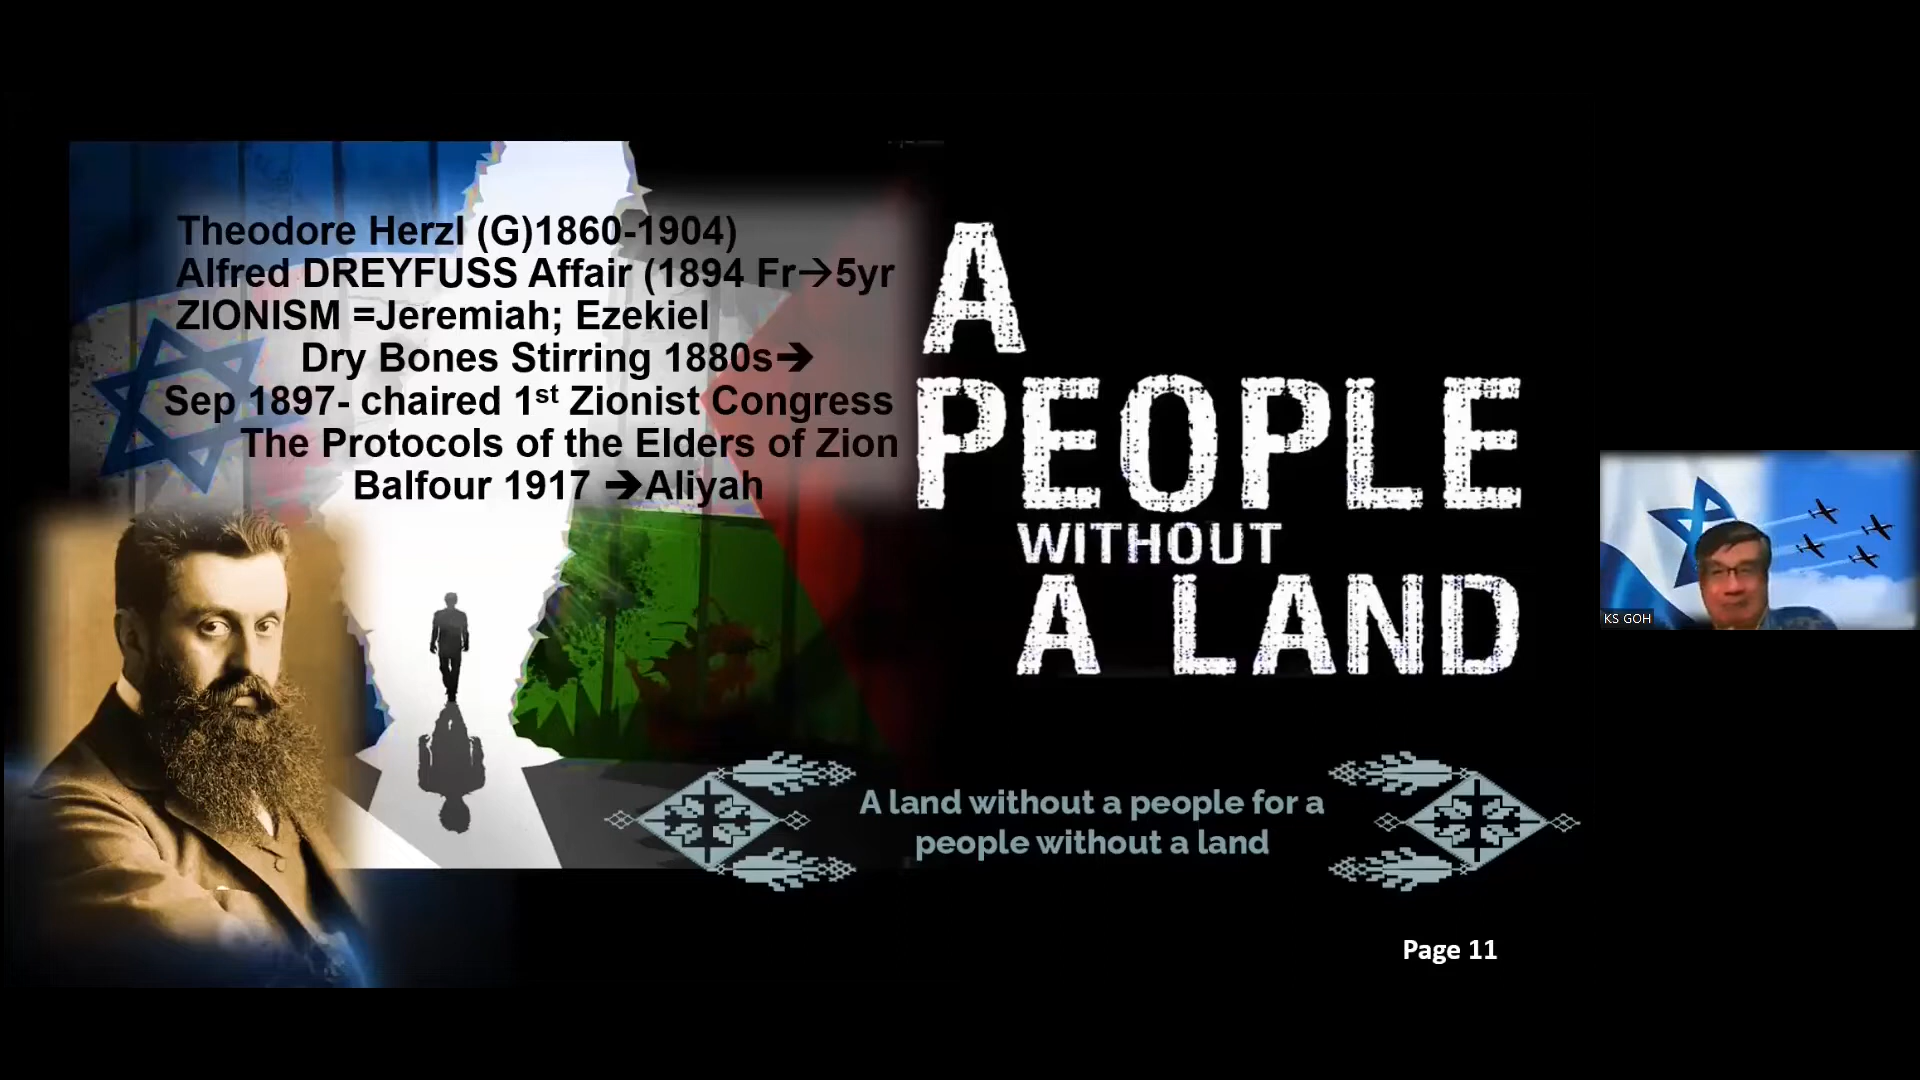 Theodore Herzl (G)1860-1904)
Alfred DREYFUSS Affair (1894 Fr→5yr
ZIONISM =Jeremiah; Ezekiel
Dry Bones Stirring 1880s➔
Sep 1897- chaired 1st Zionist Congress
The Protocols of the Elders of Zion
Balfour 1917 ➔Aliyah
A
PEOPLE
WITHOUT
A LAND
A land without a people for a
people without a land
Page 11
KS GOH